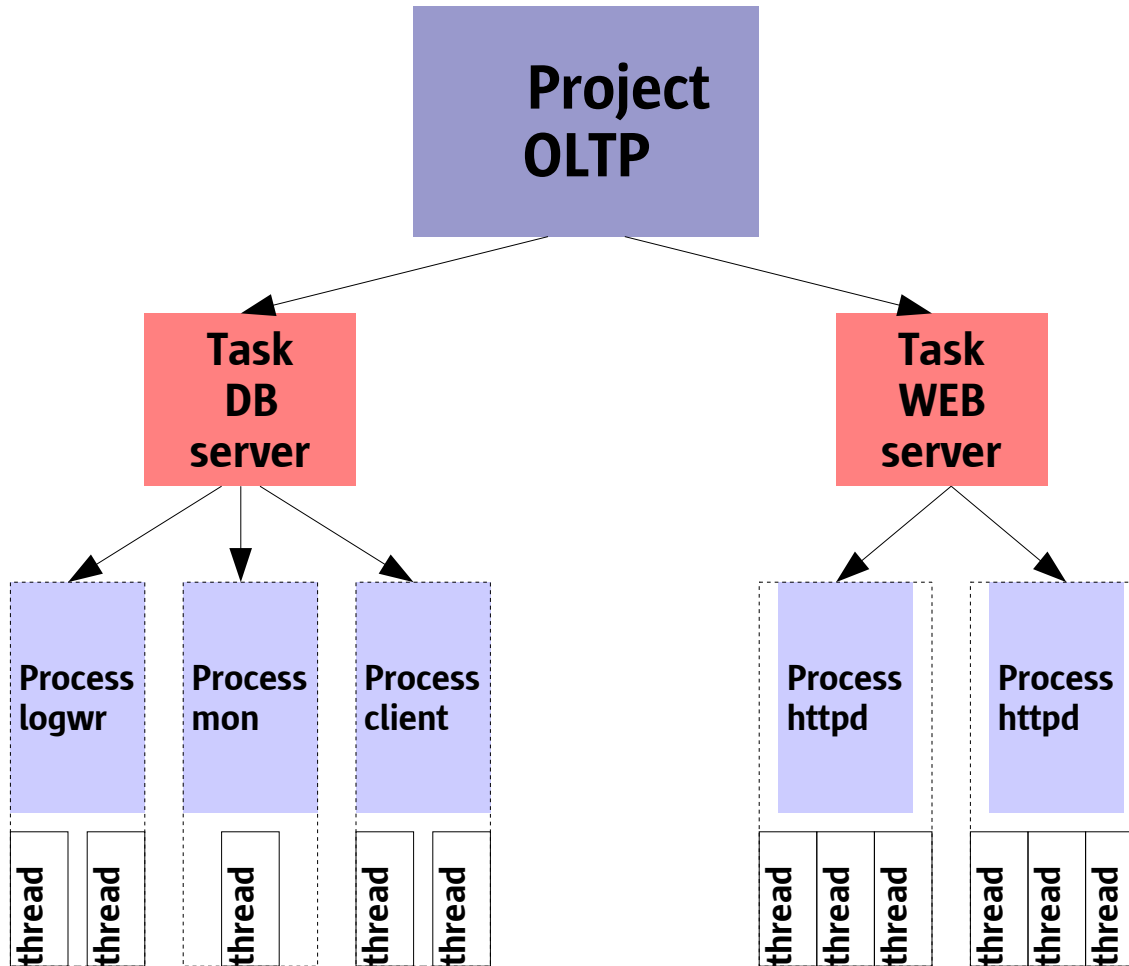 Project
OLTP
Task
DB
server
Task
WEB
server
Process
logwr
Process
mon
Process
client
Process
httpd
Process
httpd
thread
thread
thread
thread
thread
thread
thread
thread
thread
thread
thread